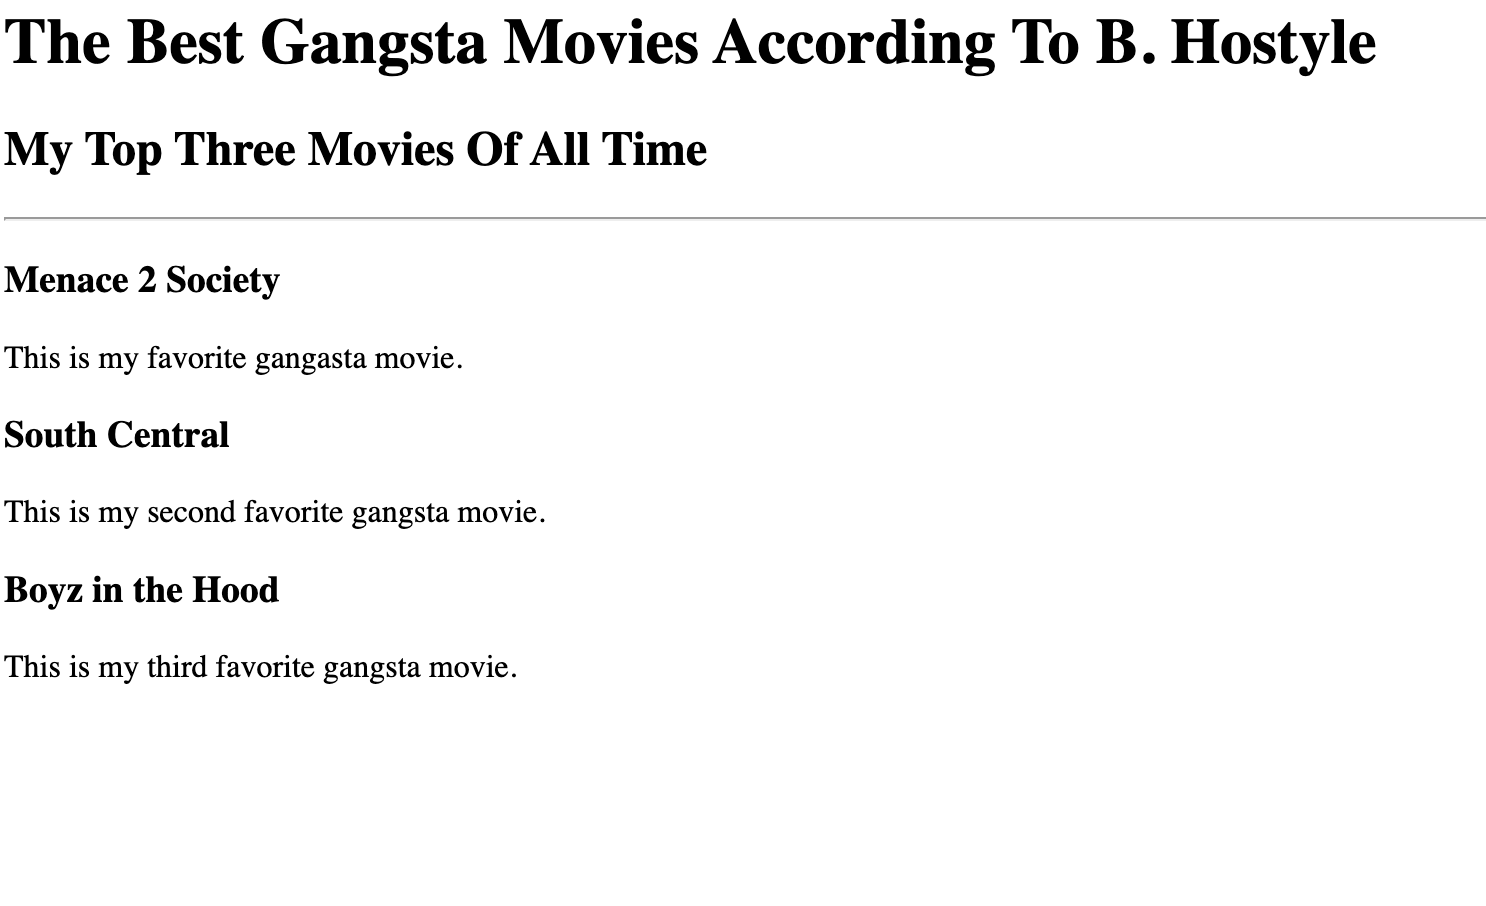 The Best Gangsta Movies According To B. Hostyle
My Top Three Movies Of All Time
Menace 2 Society
This is my favorite gangasta movie.
South Central
This is my second favorite gangsta movie.
Boyz in the Hood
This is my third favorite gangsta movie.